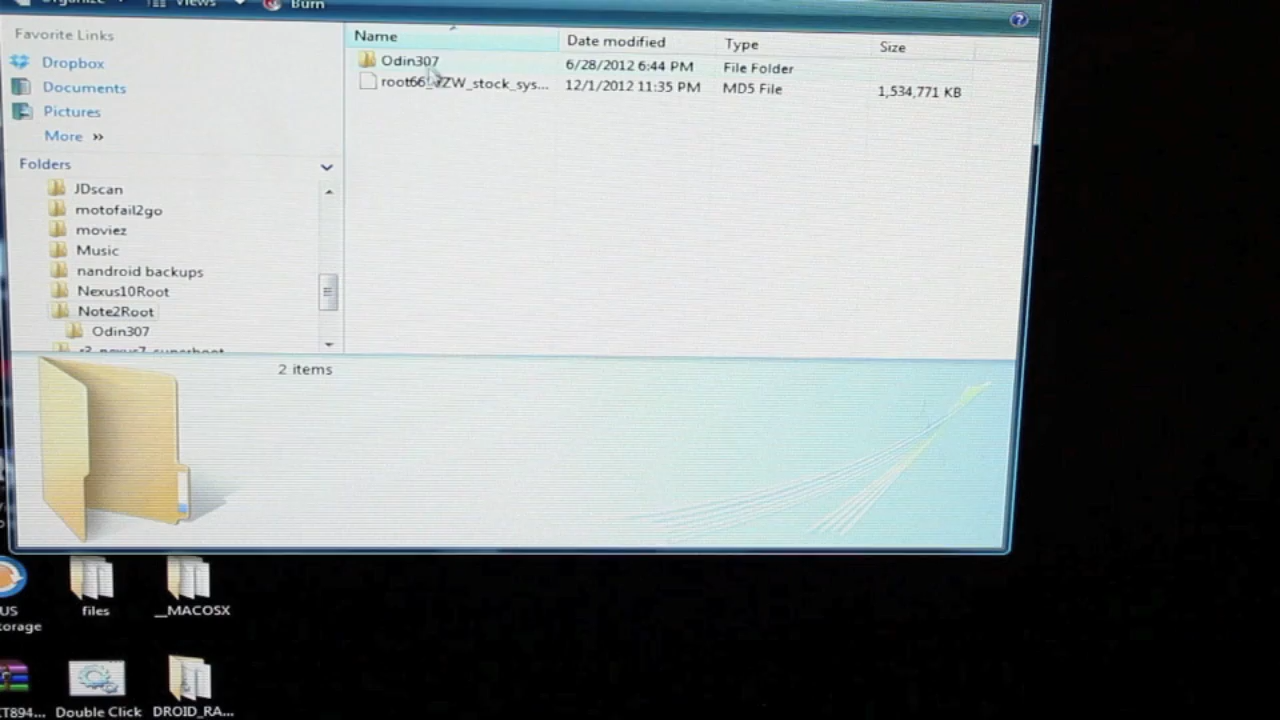 Organize Views Burn
Favorite Links
Dropbox
Documents
Pictures
More »
Folders
JDscan
motofail2go
moviez
Music
nandroid backups
Nexus10Root
Note2Root
Odin307
Name Date modified Type Size
Odin307 6/28/2012 6:44 PM File Folder
12/1/2012 11:35 PM MD5 File 1,534,771 KB
2 items
files
__MACOSX
Double Click
DROID_RA...